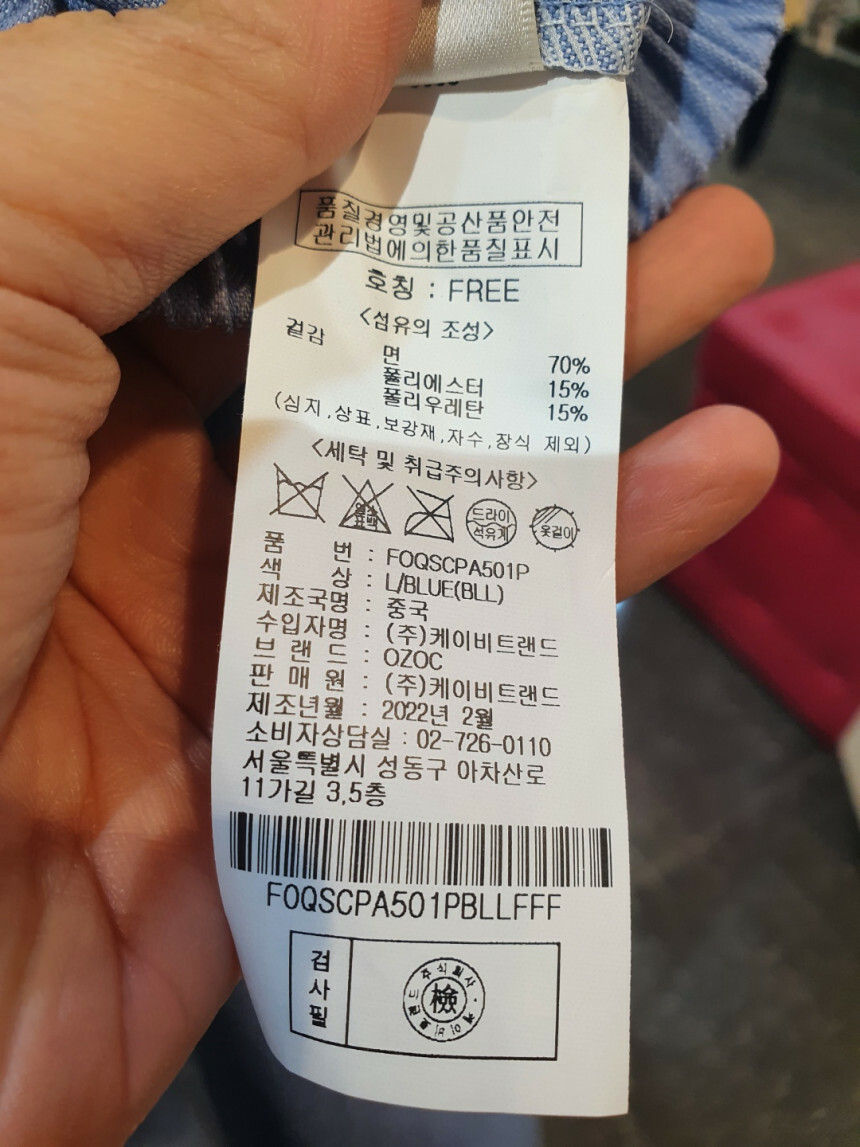 품질경영및공산품안전
관리법에의한품질표시
호칭 : FREE
<섬유의 조성>
겉감
면 70%
폴리에스터 15%
폴리우레탄 15%
(심지,상표,보강재,자수,장식 제외)
<세탁 및 취급주의사항>
염소 표백 드라이 석유계 옷걸이
품 번 : FOQSCPA501P
색 상 : L/BLUE(BLL)
제조국명 : 중국
수입자명 : (주)케이비트랜드
브 랜 드 : OZOC
판 매 원 : (주)케이비트랜드
제조년월 : 2022년 2월
소비자상담실 : 02-726-0110
서울특별시 성동구 아차산로
11가길 3,5층
FOQSCPA501PBLLFFF
검사필
주식회사
檢